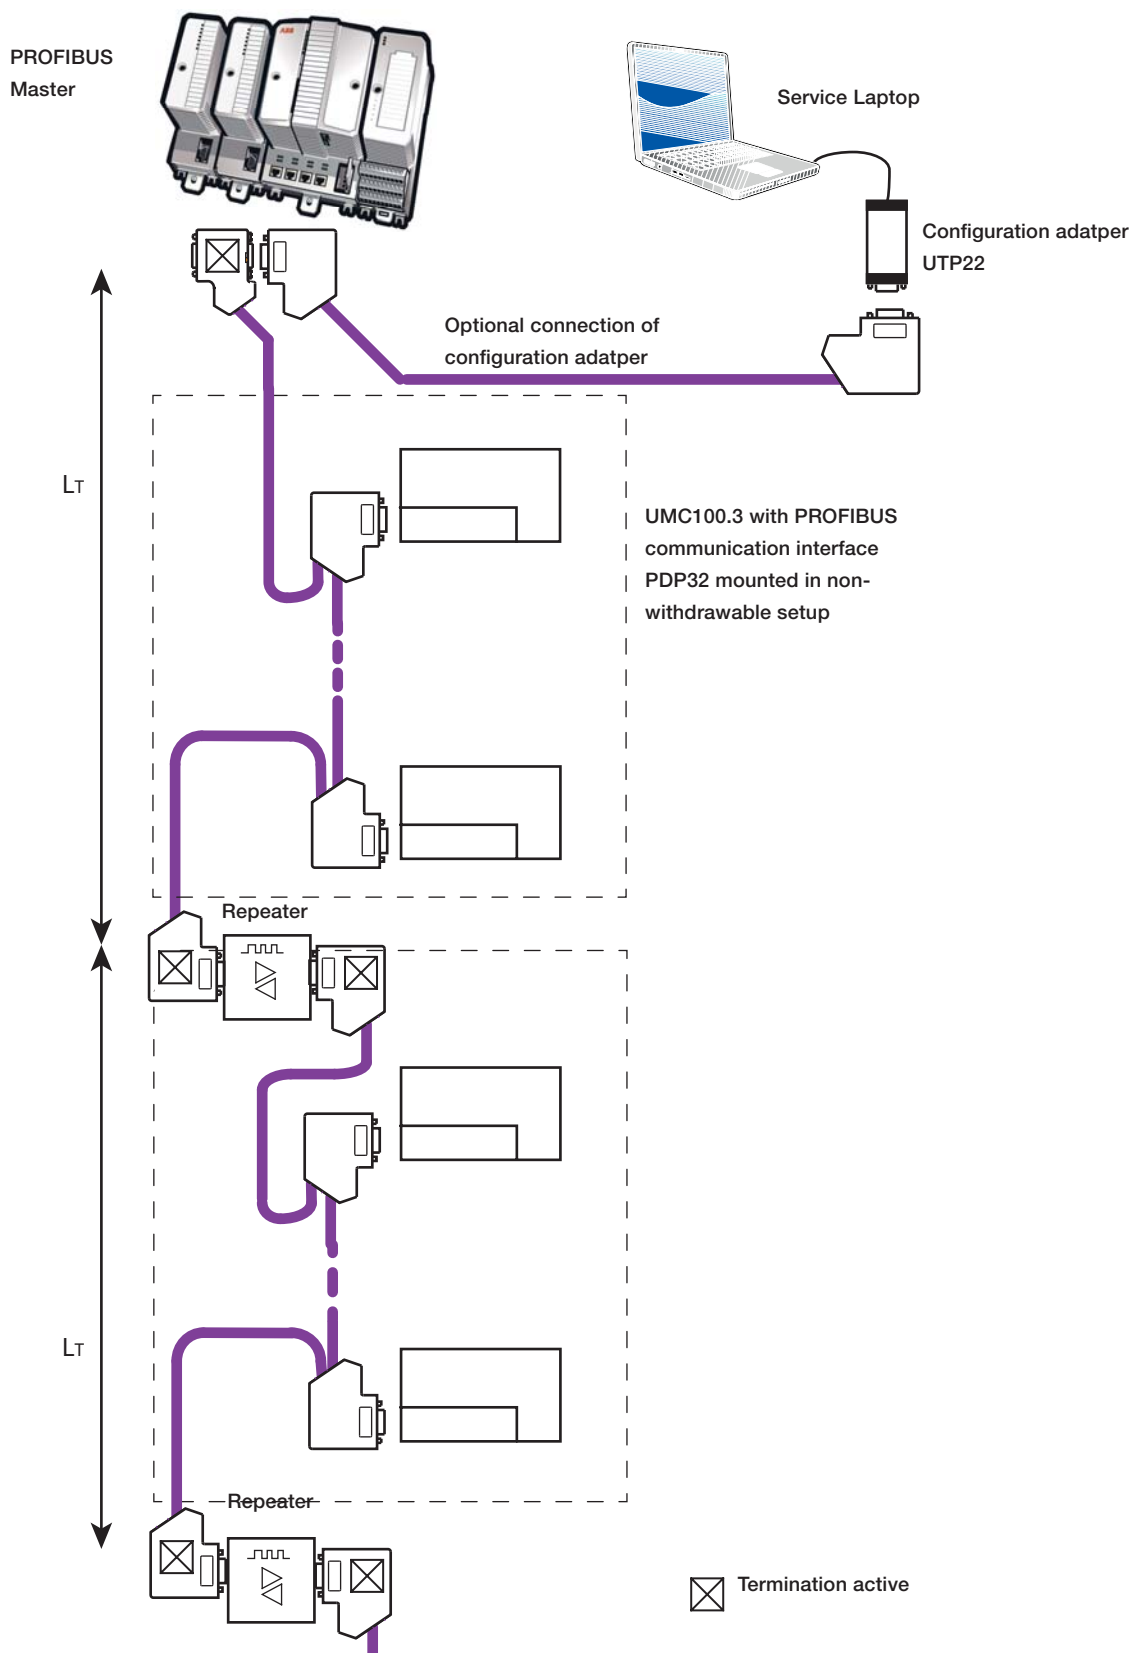 PROFIBUS
Master
ABB
Service Laptop
Configuration adatper
UTP22
Optional connection of
configuration adatper
LT
UMC100.3 with PROFIBUS
communication interface
PDP32 mounted in non-
withdrawable setup
Repeater
LT
Repeater
Termination active